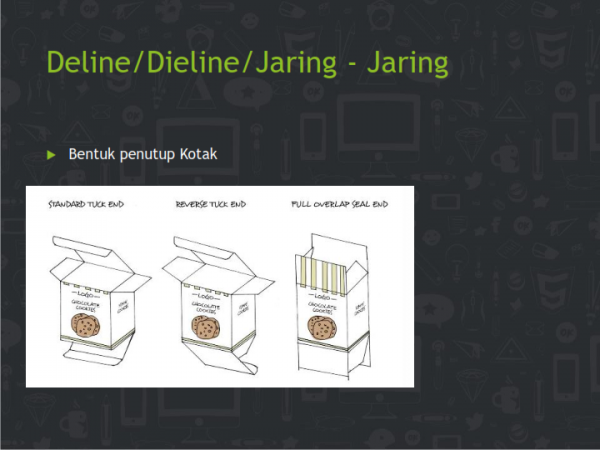 Deline/Dieline/Jaring - Jaring
Bentuk penutup Kotak
STANDARD TUCK END
REVERSE TUCK END
FULL OVERLAP SEAL END
LOGO
CHOCOLATE
COOKIES
LOGO
CHOCOLATE
COOKIES
LOGO
CHOCOLATE
COOKIES